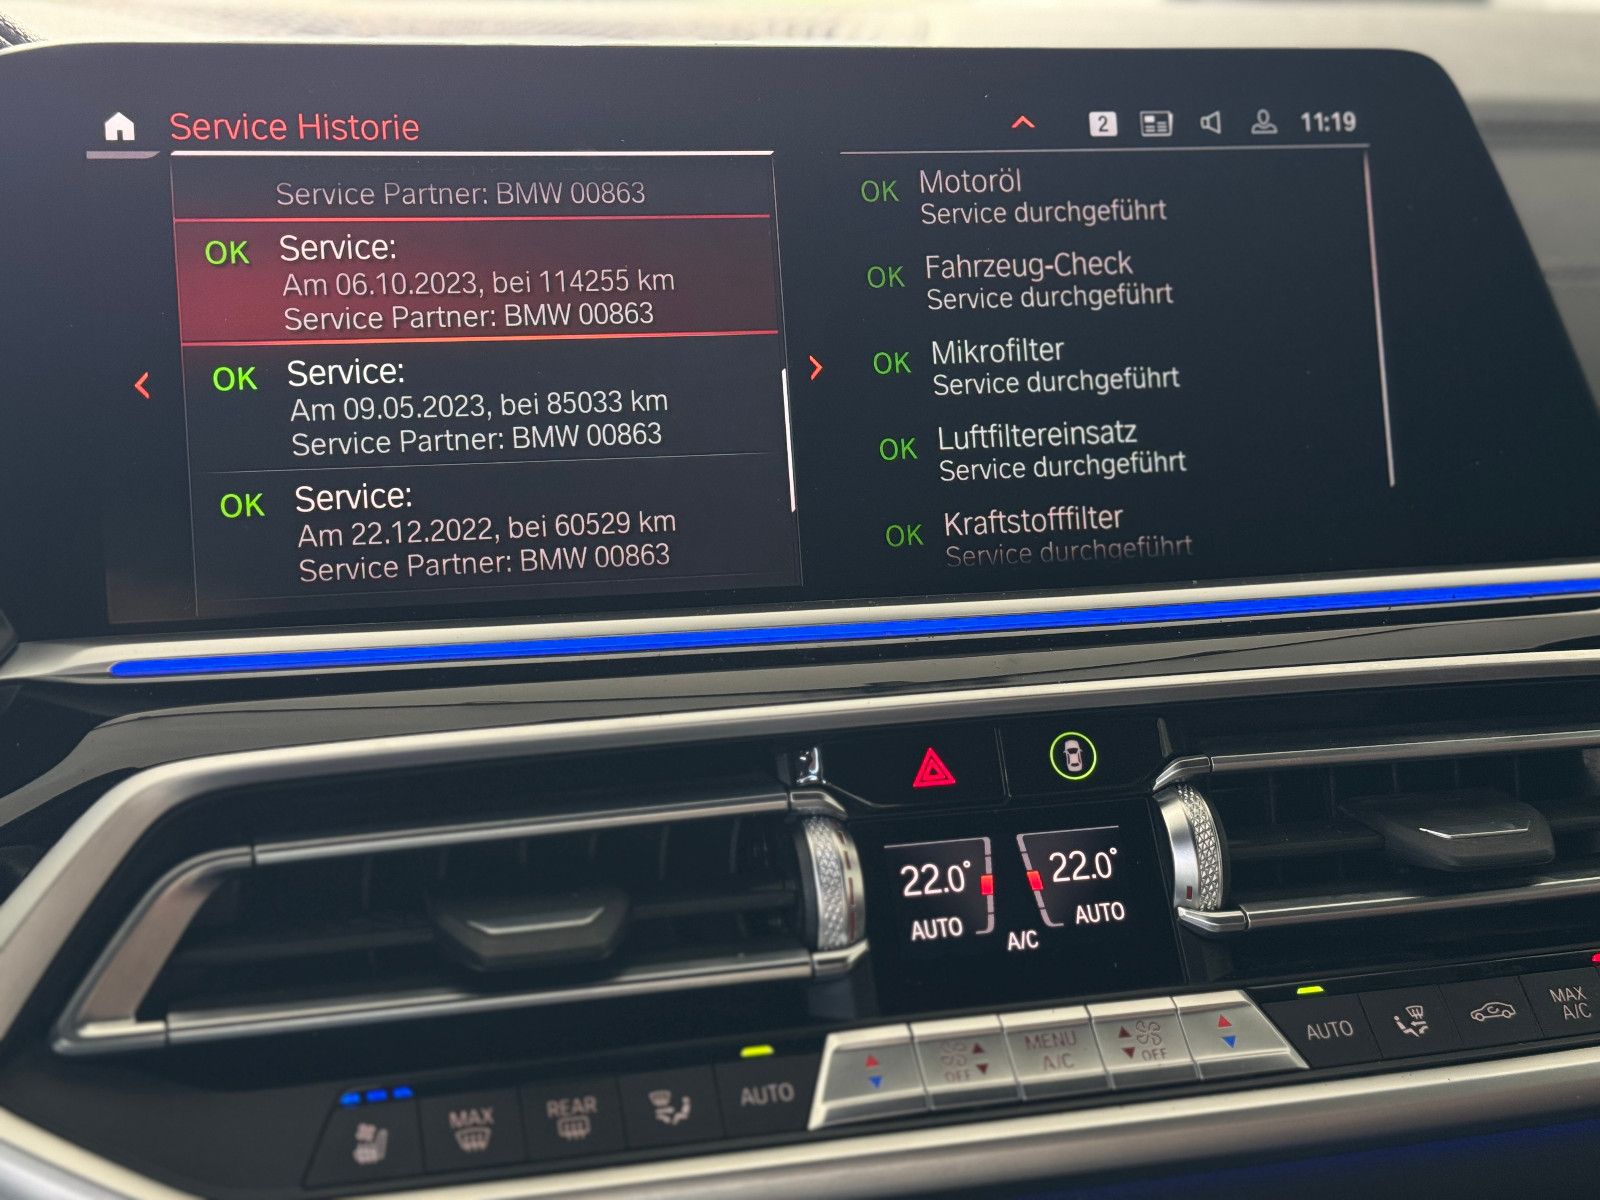 Service Historie
2
11:19
Service Partner: BMW 00863
OK Service:
Am 06.10.2023, bei 114255 km
Service Partner: BMW 00863
OK Service:
Am 09.05.2023, bei 85033 km
Service Partner: BMW 00863
OK Service:
Am 22.12.2022, bei 60529 km
Service Partner: BMW 00863
OK Motoröl
Service durchgeführt
OK Fahrzeug-Check
Service durchgeführt
OK Mikrofilter
Service durchgeführt
OK Luftfiltereinsatz
Service durchgeführt
OK Kraftstofffilter
Service durchgeführt
22.0° 22.0°
AUTO AUTO
A/C
MAX
REAR
AUTO
OFF
MENU
A/C
OFF
AUTO
MAX
A/C